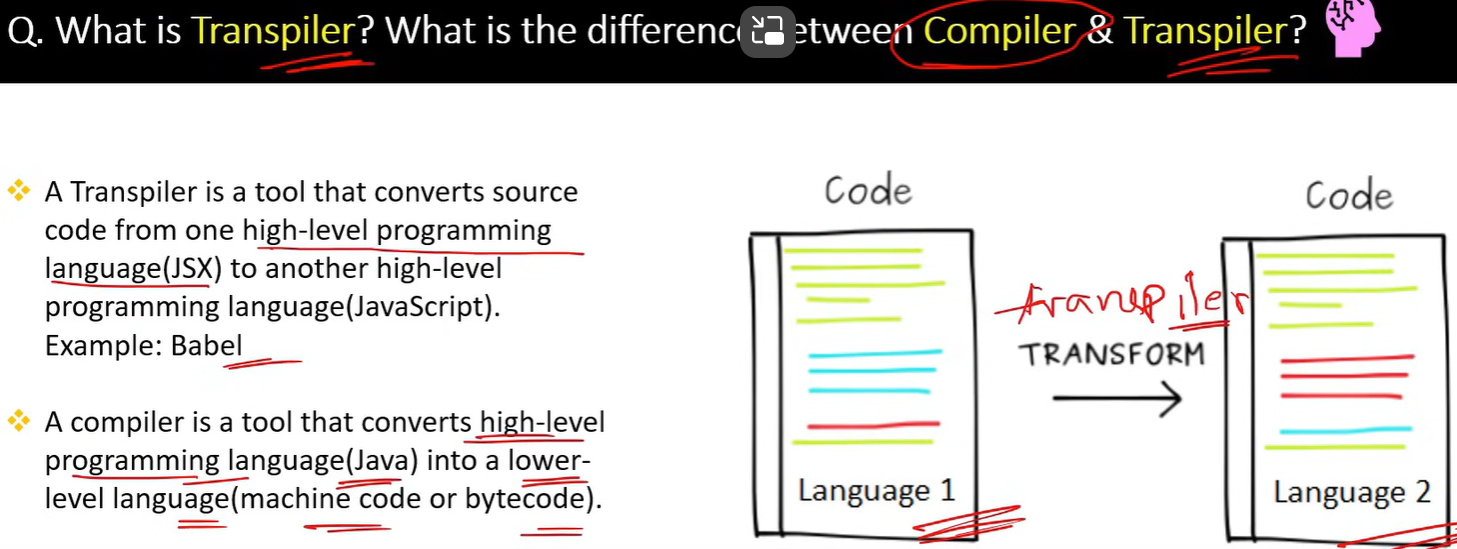 Q. What is Transpiler? What is the differenc etween Compiler & Transpiler?
A Transpiler is a tool that converts source
code from one high-level programming
language(JSX) to another high-level
programming language(JavaScript).
Example: Babel
A compiler is a tool that converts high-level
programming language(Java) into a lower-
level language(machine code or bytecode).
Code
Language 1
transpiler
TRANSFORM
Code
Language 2